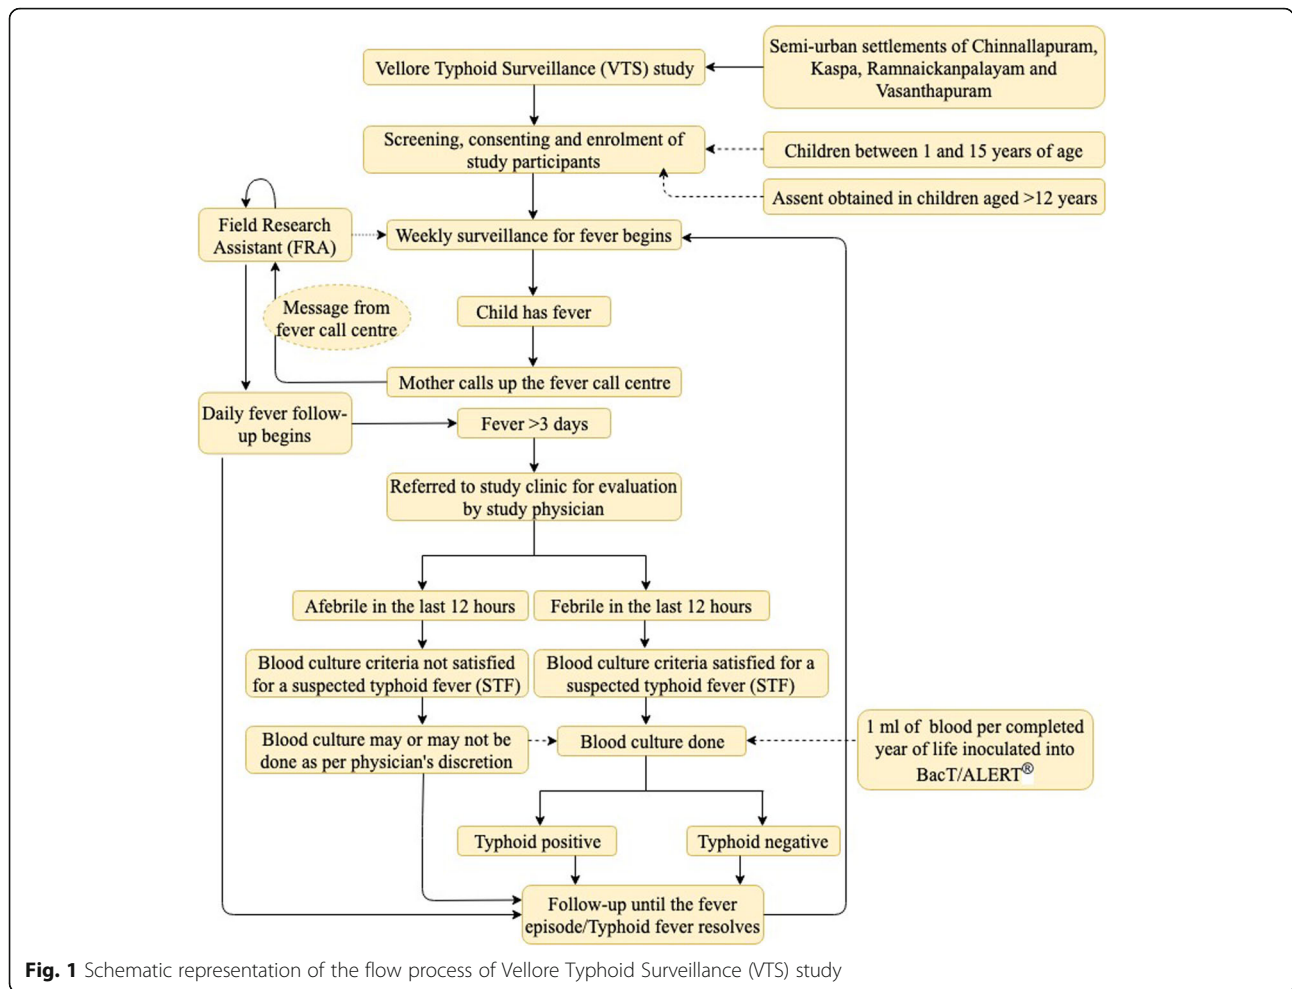 Vellore Typhoid Surveillance (VTS) study
Semi-urban settlements of Chinnallapuram,
Kaspa, Ramnaickanpalayam and
Vasanthapuram
Screening, consenting and enrolment of
study participants
Children between 1 and 15 years of age
Assent obtained in children aged >12 years
Field Research
Assistant (FRA)
Weekly surveillance for fever begins
Message from
fever call centre
Child has fever
Mother calls up the fever call centre
Daily fever follow-
up begins
Fever >3 days
Referred to study clinic for evaluation
by study physician
Afebrile in the last 12 hours
Febrile in the last 12 hours
Blood culture criteria not satisfied
for a suspected typhoid fever (STF)
Blood culture criteria satisfied for a
suspected typhoid fever (STF)
Blood culture may or may not be
done as per physician's discretion
Blood culture done
1 ml of blood per completed
year of life inoculated into
BacT/ALERT®
Typhoid positive
Typhoid negative
Follow-up until the fever
episode/Typhoid fever resolves
Fig. 1 Schematic representation of the flow process of Vellore Typhoid Surveillance (VTS) study